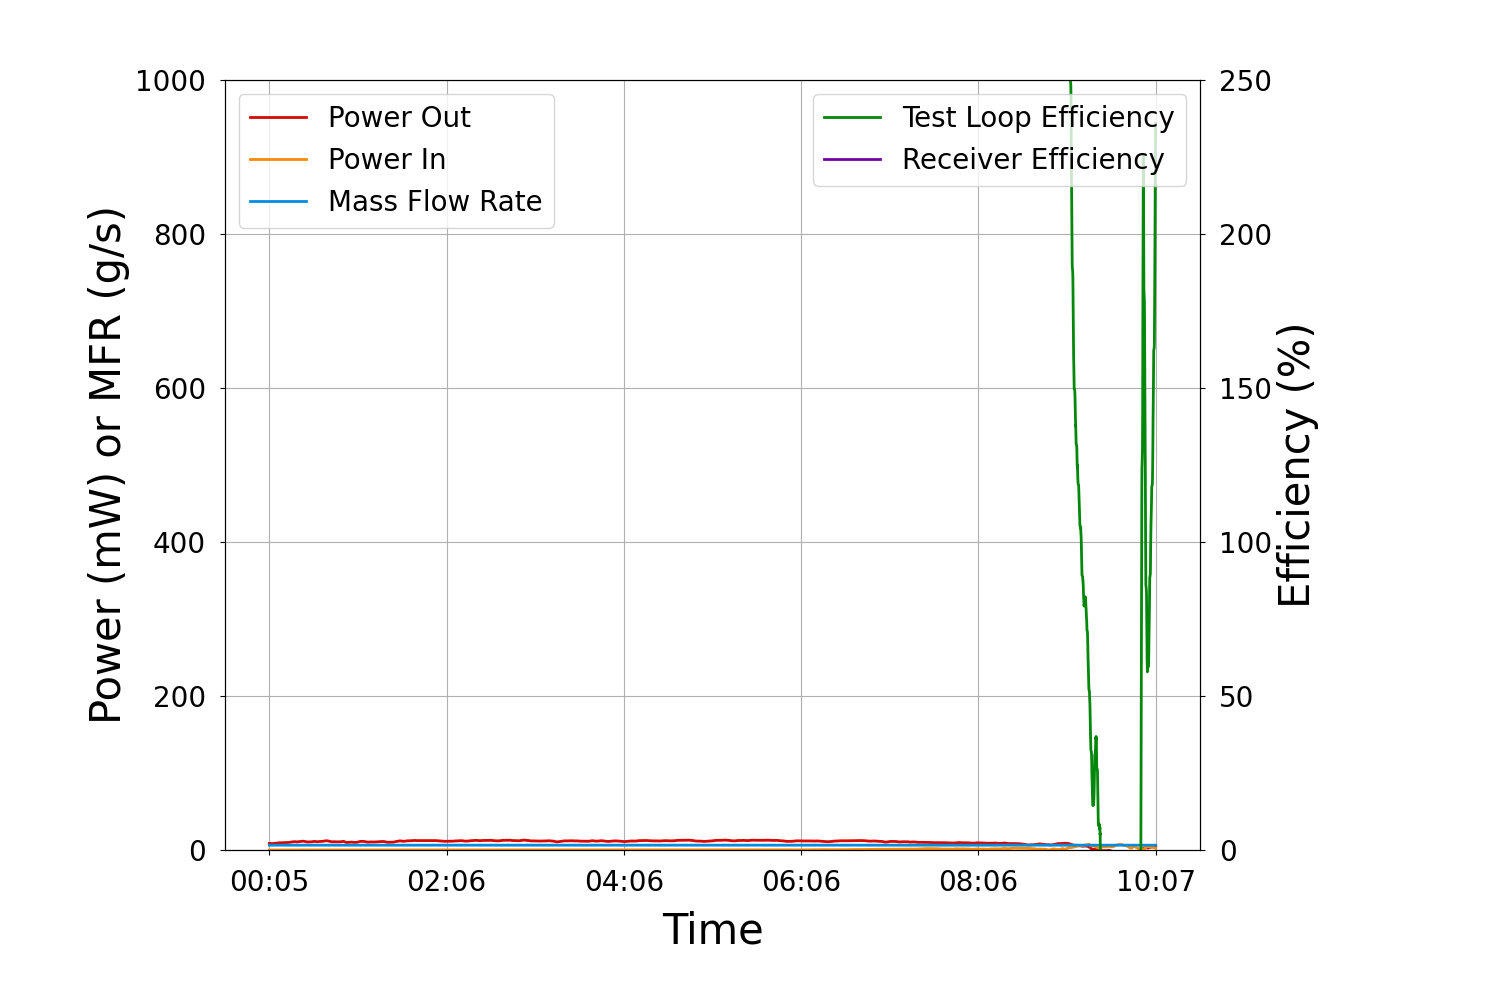 1000
800
600
400
200
0
Power (mW) or MFR (g/s)
Power Out
Power In
Mass Flow Rate
Test Loop Efficiency
Receiver Efficiency
250
200
150
100
50
0
Efficiency (%)
00:05 02:06 04:06 06:06 08:06 10:07
Time